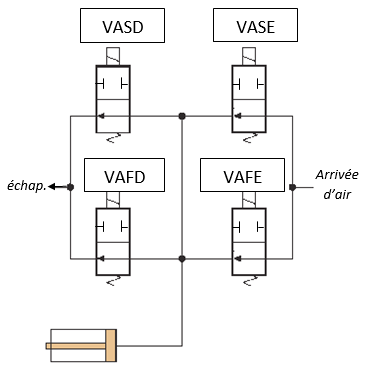 VASD
VASE
VAFD
VAFE
échap.
Arrivée
d'air